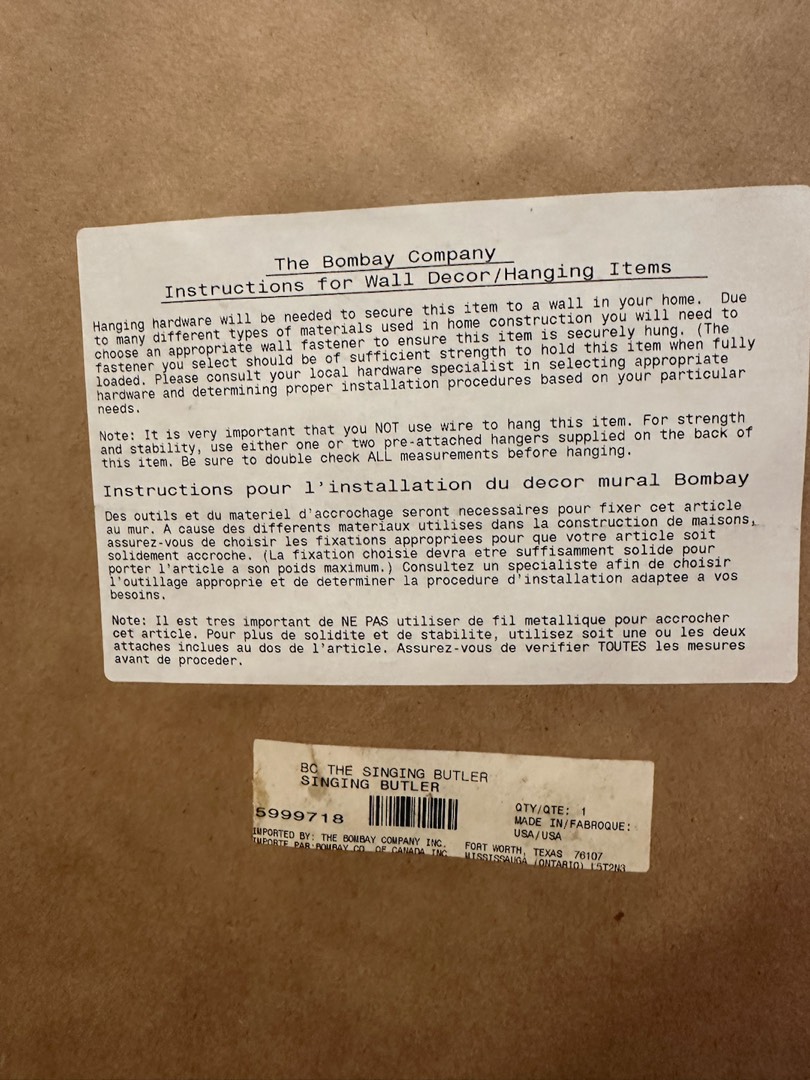 The Bombay Company
Instructions for Wall Decor/Hanging Items
Hanging hardware will be needed to secure this item to a wall in your home. Due
to many different types of materials used in home construction you will need to
choose an appropriate wall fastener to ensure this item is securely hung. (The
fastener you select should be of sufficient strength to hold this item when fully
loaded. Please consult your local hardware specialist in selecting appropriate
hardware and determining proper installation procedures based on your particular
needs.
Note: It is very important that you NOT use wire to hang this item. For strength
and stability, use either one or two pre-attached hangers supplied on the back of
this item. Be sure to double check ALL measurements before hanging.
Instructions pour l'installation du decor mural Bombay
Des outils et du materiel d'accrochage seront necessaires pour fixer cet article
au mur. A cause des differents materiaux utilises dans la construction de maisons,
assurez-vous de choisir les fixations appropriees pour que votre article soit
solidement accroche. (La fixation choisie devra etre suffisamment solide pour
porter l'article a son poids maximum.) Consultez un specialiste afin de choisir
l'outillage approprie et de determiner la procedure d'installation adaptee a vos
besoins.
Note: Il est tres important de NE PAS utiliser de fil metallique pour accrocher
cet article. Pour plus de solidite et de stabilite, utilisez soit une ou les deux
attaches inclues au dos de l'article. Assurez-vous de verifier TOUTES les mesures
avant de proceder.
BC THE SINGING BUTLER
SINGING BUTLER
5999718
QTY/QTE: 1
MADE IN/FABROQUE:
USA/USA
IMPORTED BY: THE BOMBAY COMPANY INC. FORT WORTH, TEXAS 76107
IMPORTE PAR:BOMBAY CO. OF CANADA INC. MISSISSAUGA (ONTARIO) L5T2N3